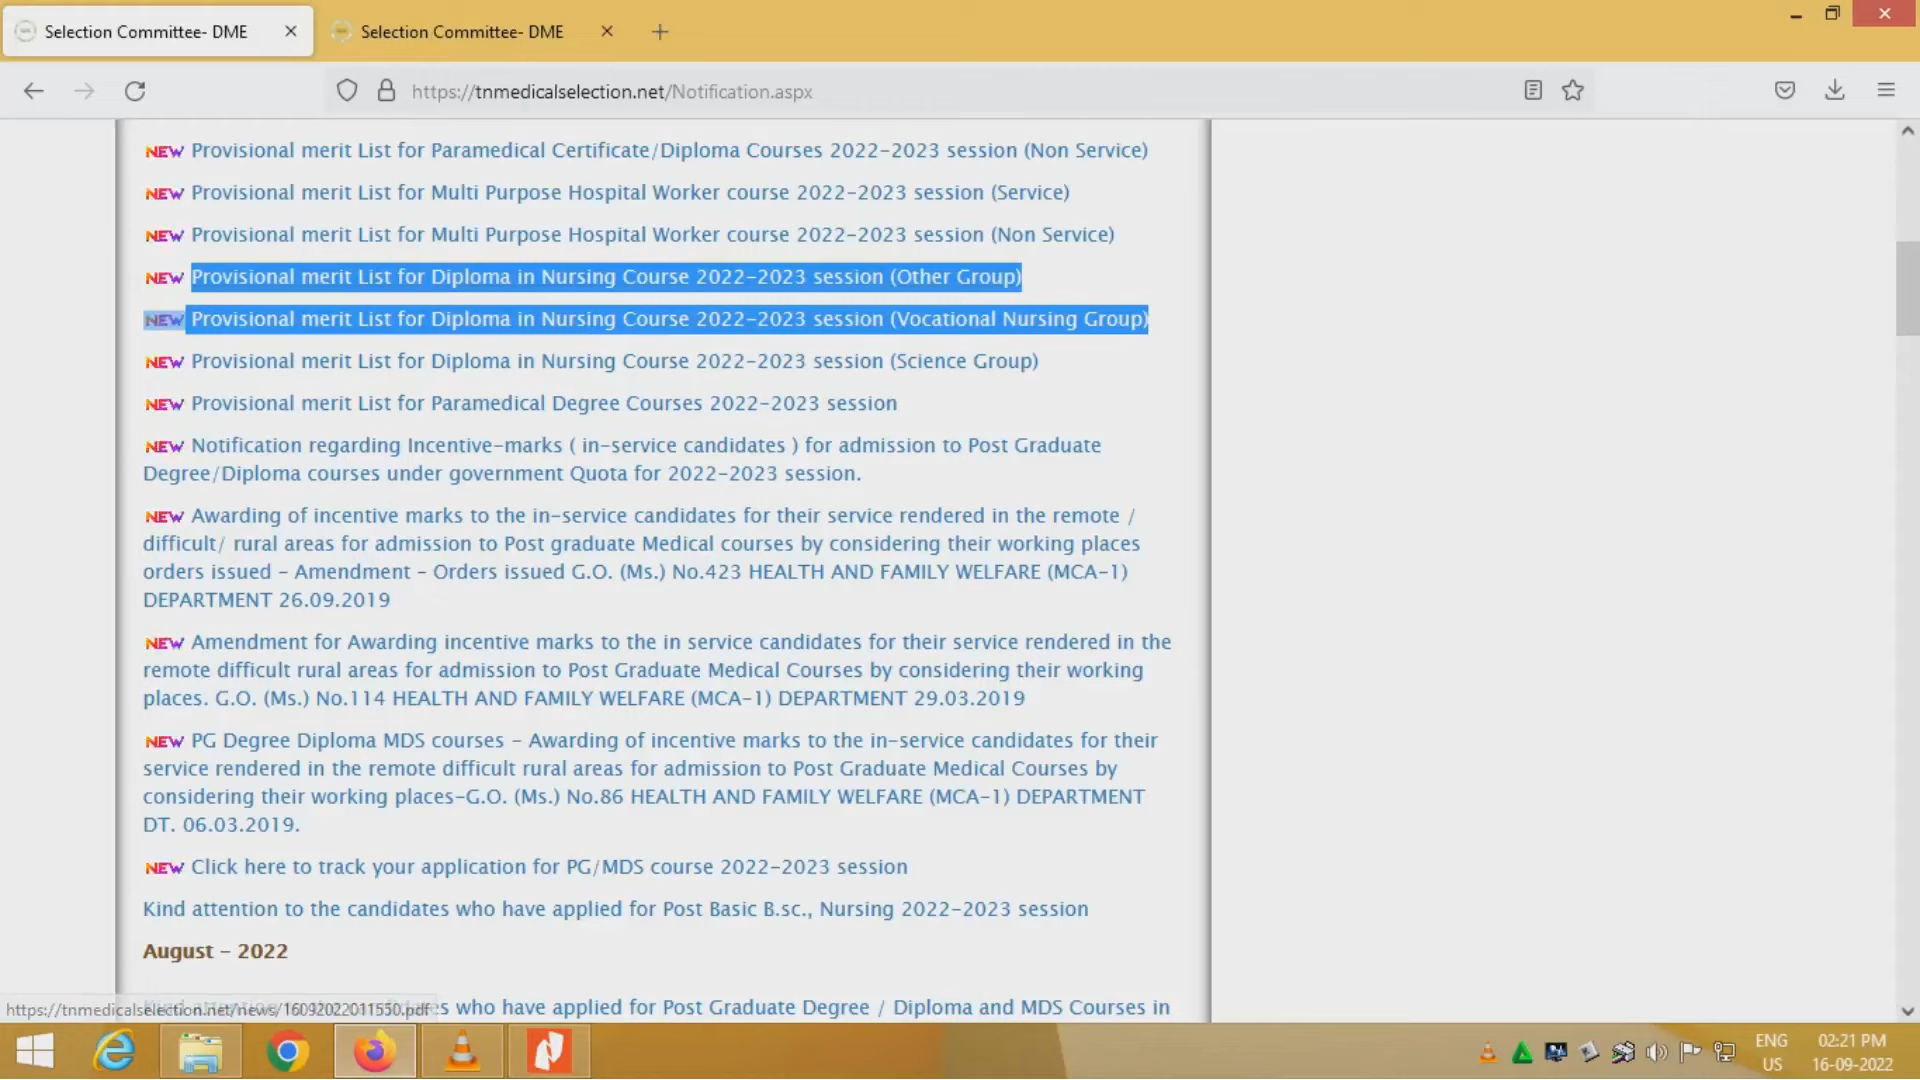 Selection Committee- DME
Selection Committee- DME
https://tnmedicalselection.net/Notification.aspx
NEW Provisional merit List for Paramedical Certificate/Diploma Courses 2022-2023 session (Non Service)
NEW Provisional merit List for Multi Purpose Hospital Worker course 2022-2023 session (Service)
NEW Provisional merit List for Multi Purpose Hospital Worker course 2022-2023 session (Non Service)
NEW Provisional merit List for Diploma in Nursing Course 2022-2023 session (Other Group)
NEW Provisional merit List for Diploma in Nursing Course 2022-2023 session (Vocational Nursing Group)
NEW Provisional merit List for Diploma in Nursing Course 2022-2023 session (Science Group)
NEW Provisional merit List for Paramedical Degree Courses 2022-2023 session
NEW Notification regarding Incentive-marks ( in-service candidates ) for admission to Post Graduate
Degree/Diploma courses under government Quota for 2022-2023 session.
NEW Awarding of incentive marks to the in-service candidates for their service rendered in the remote /
difficult/ rural areas for admission to Post graduate Medical courses by considering their working places
orders issued - Amendment - Orders issued G.O. (Ms.) No.423 HEALTH AND FAMILY WELFARE (MCA-1)
DEPARTMENT 26.09.2019
NEW Amendment for Awarding incentive marks to the in service candidates for their service rendered in the
remote difficult rural areas for admission to Post Graduate Medical Courses by considering their working
places. G.O. (Ms.) No.114 HEALTH AND FAMILY WELFARE (MCA-1) DEPARTMENT 29.03.2019
NEW PG Degree Diploma MDS courses - Awarding of incentive marks to the in-service candidates for their
service rendered in the remote difficult rural areas for admission to Post Graduate Medical Courses by
considering their working places-G.O. (Ms.) No.86 HEALTH AND FAMILY WELFARE (MCA-1) DEPARTMENT
DT. 06.03.2019.
NEW Click here to track your application for PG/MDS course 2022-2023 session
Kind attention to the candidates who have applied for Post Basic B.sc., Nursing 2022-2023 session
August - 2022
who have applied for Post Graduate Degree / Diploma and MDS Courses in
https://tnmedicalselection.net/news/16092022011550.pdf
ENG
US
02:21 PM
16-09-2022